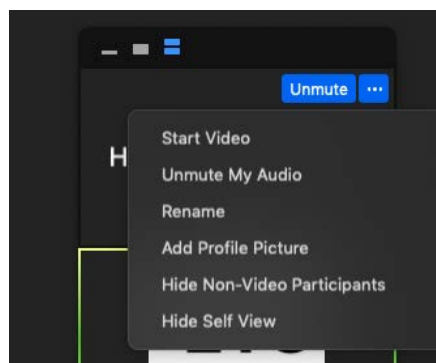 Unmute ...
H
Start Video
Unmute My Audio
Rename
Add Profile Picture
Hide Non-Video Participants
Hide Self View